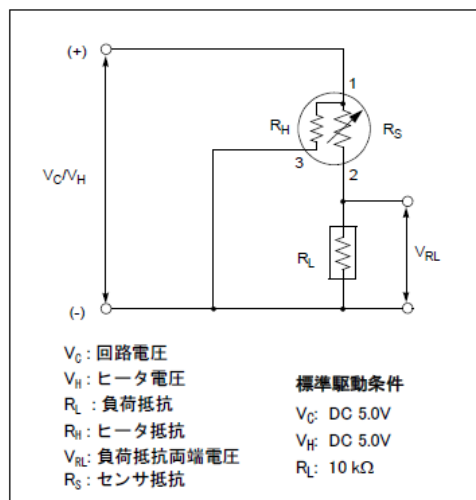 (+)
1
RH
RS
3
2
VC/VH
RL
VRL
(-)
VC : 回路電圧
VH : ヒータ電圧
RL : 負荷抵抗
RH : ヒータ抵抗
VRL: 負荷抵抗両端電圧
RS : センサ抵抗
標準駆動条件
VC: DC 5.0V
VH: DC 5.0V
RL: 10 kΩ